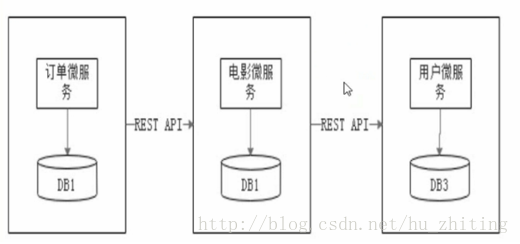 订单微服
务
电影微服
务
用户微服
务
REST API
REST API
DB1
DB1
DB3
http://blog.csdn.net/hu_zhiting